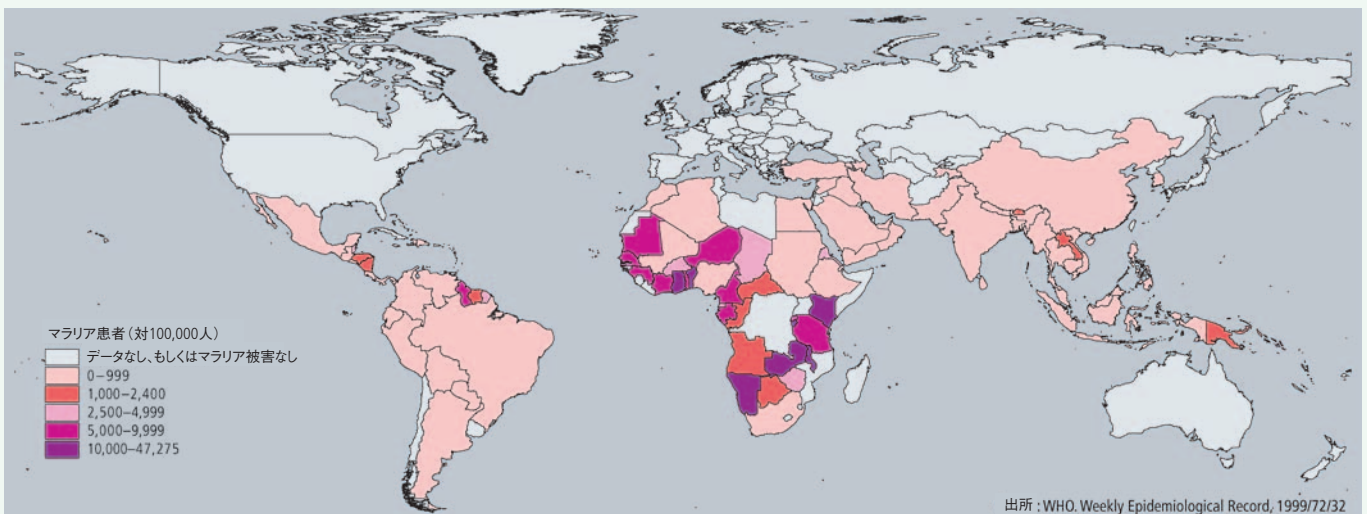 マラリア患者（対100,000人）
データなし、もしくはマラリア被害なし
0–999
1,000–2,400
2,500–4,999
5,000–9,999
10,000–47,275
出所：WHO. Weekly Epidemiological Record, 1999/72/32